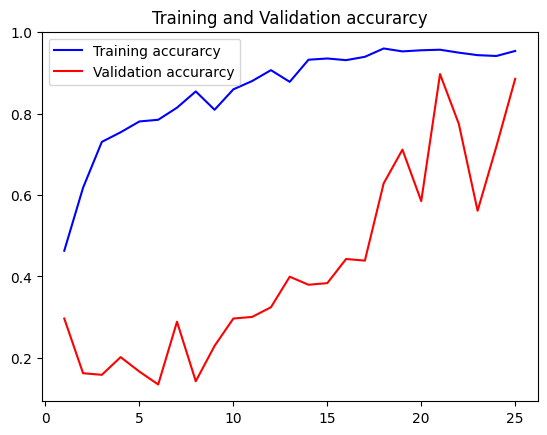 Training and Validation accurarcy
Training accurarcy
Validation accurarcy
1.0
0.8
0.6
0.4
0.2
0 5 10 15 20 25